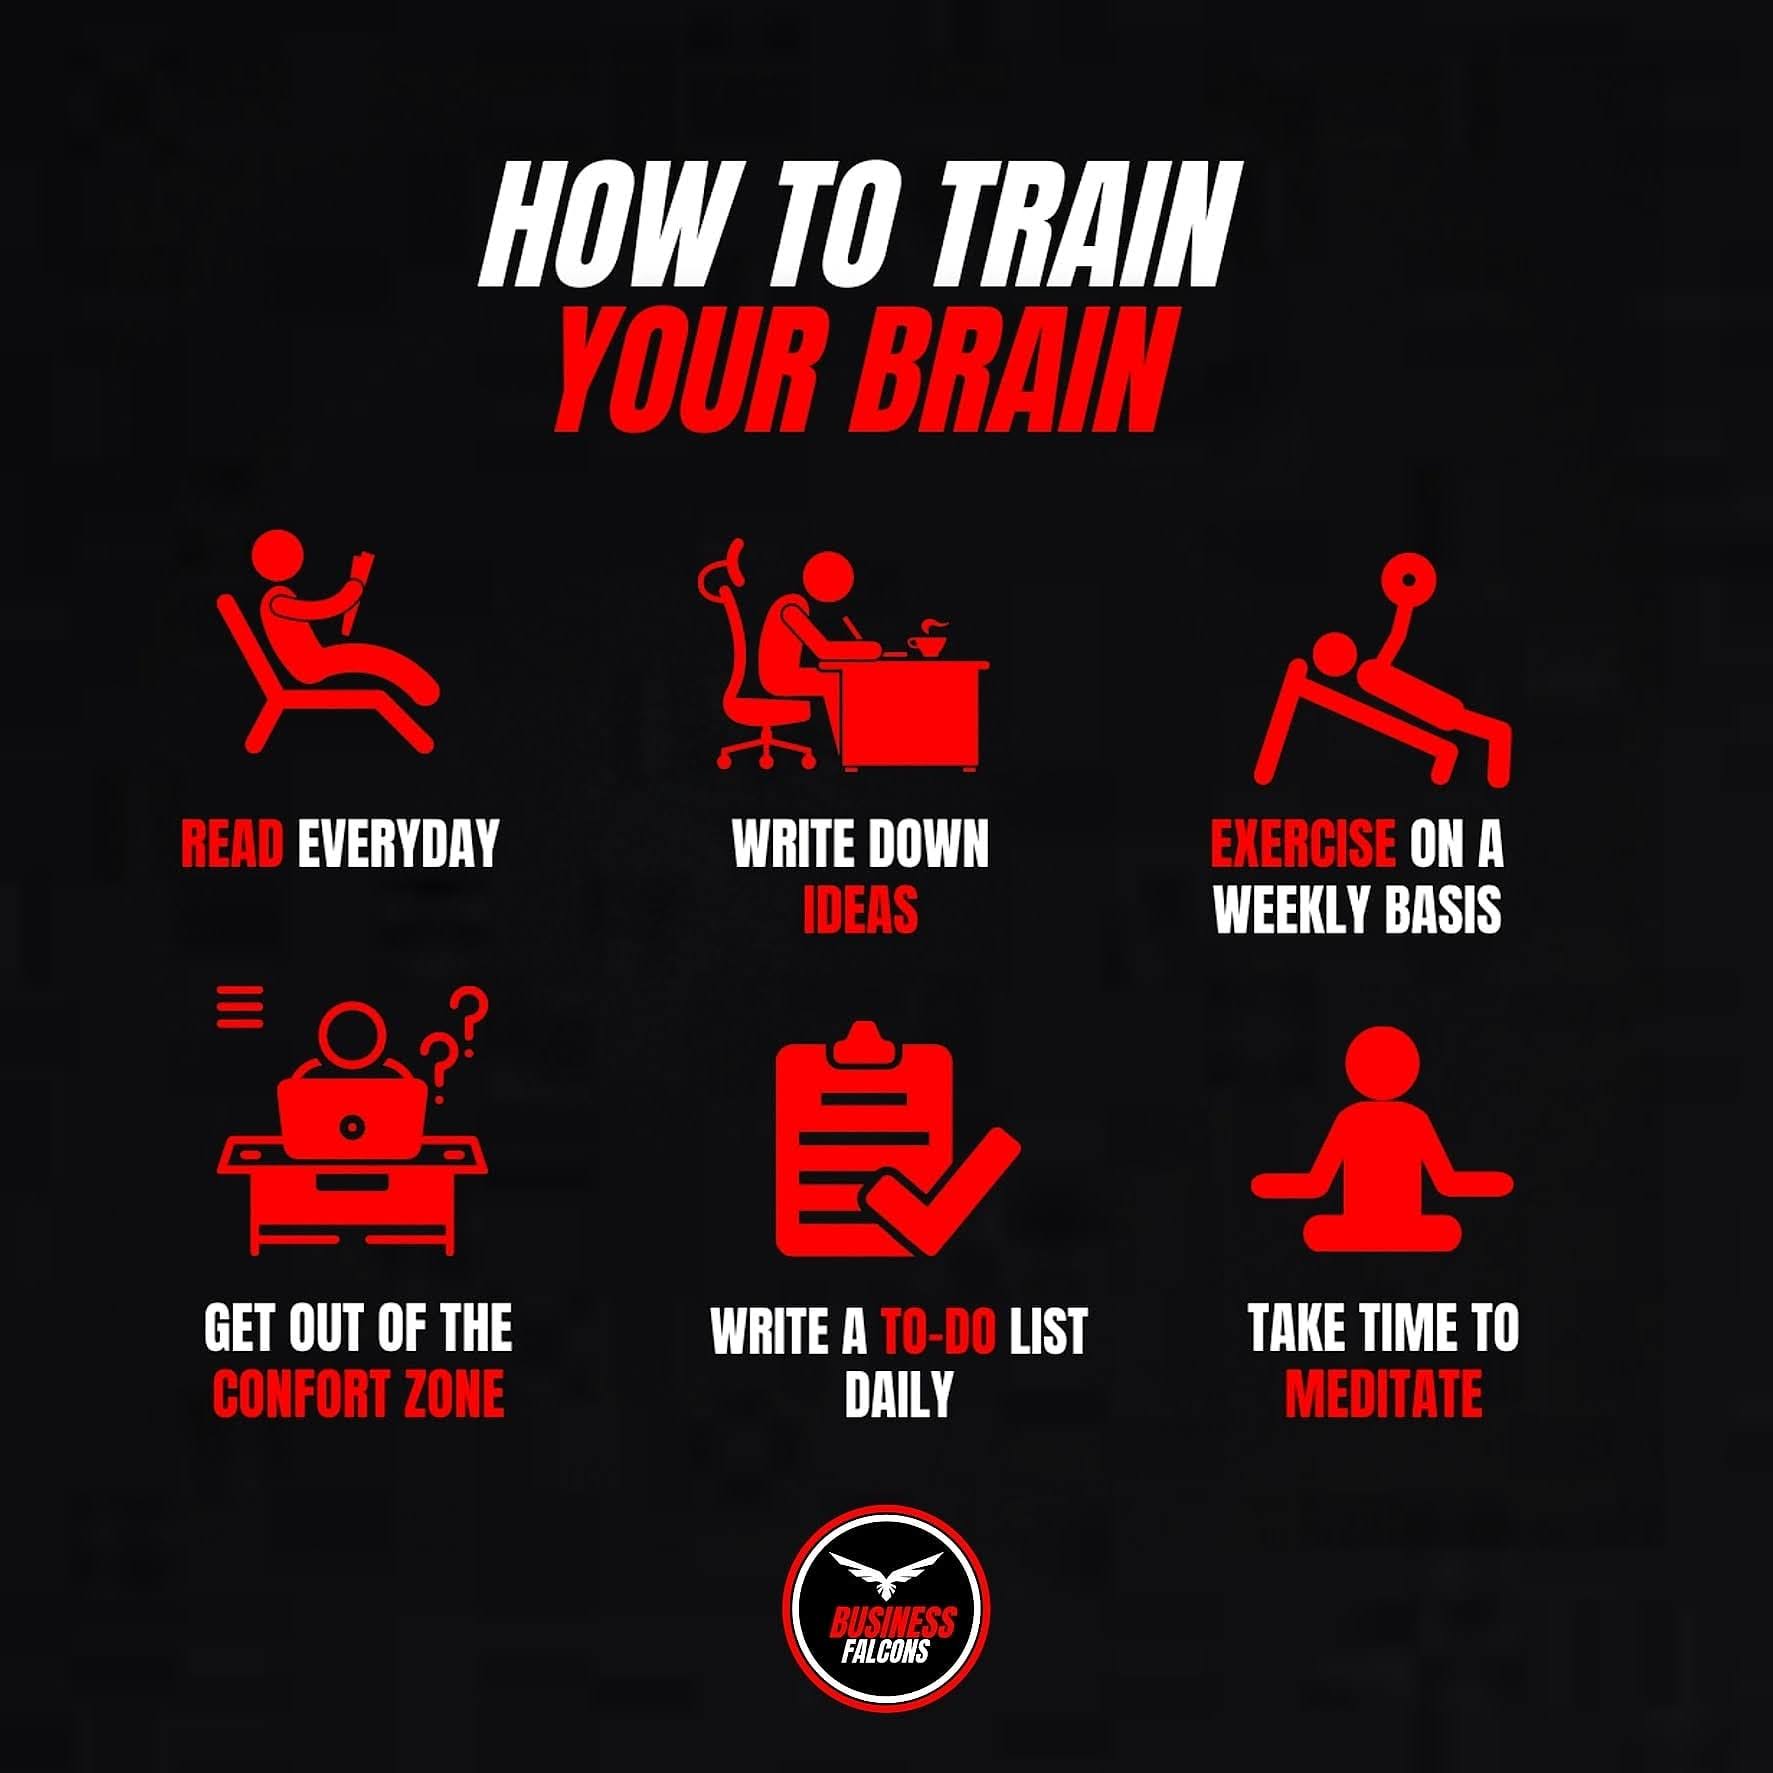 HOW TO TRAIN
YOUR BRAIN
READ EVERYDAY
WRITE DOWN
IDEAS
EXERCISE ON A
WEEKLY BASIS
GET OUT OF THE
CONFORT ZONE
WRITE A TO-DO LIST
DAILY
TAKE TIME TO
MEDITATE
BUSINESS
FALCONS